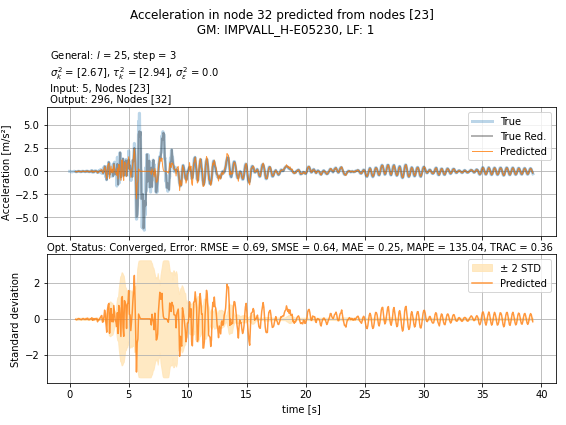 Acceleration in node 32 predicted from nodes [23]
GM: IMPVALL_H-E05230, LF: 1
General: l = 25, step = 3
σ²ₖ = [2.67], τ²ₖ = [2.94], σ²ε = 0.0
Input: 5, Nodes [23]
Output: 296, Nodes [32]
Acceleration [m/s²]
5.0
2.5
0.0
−2.5
−5.0
True
True Red.
Predicted
Opt. Status: Converged, Error: RMSE = 0.69, SMSE = 0.64, MAE = 0.25, MAPE = 135.04, TRAC = 0.36
Standard deviation
2
0
−2
± 2 STD
Predicted
0 5 10 15 20 25 30 35 40
time [s]